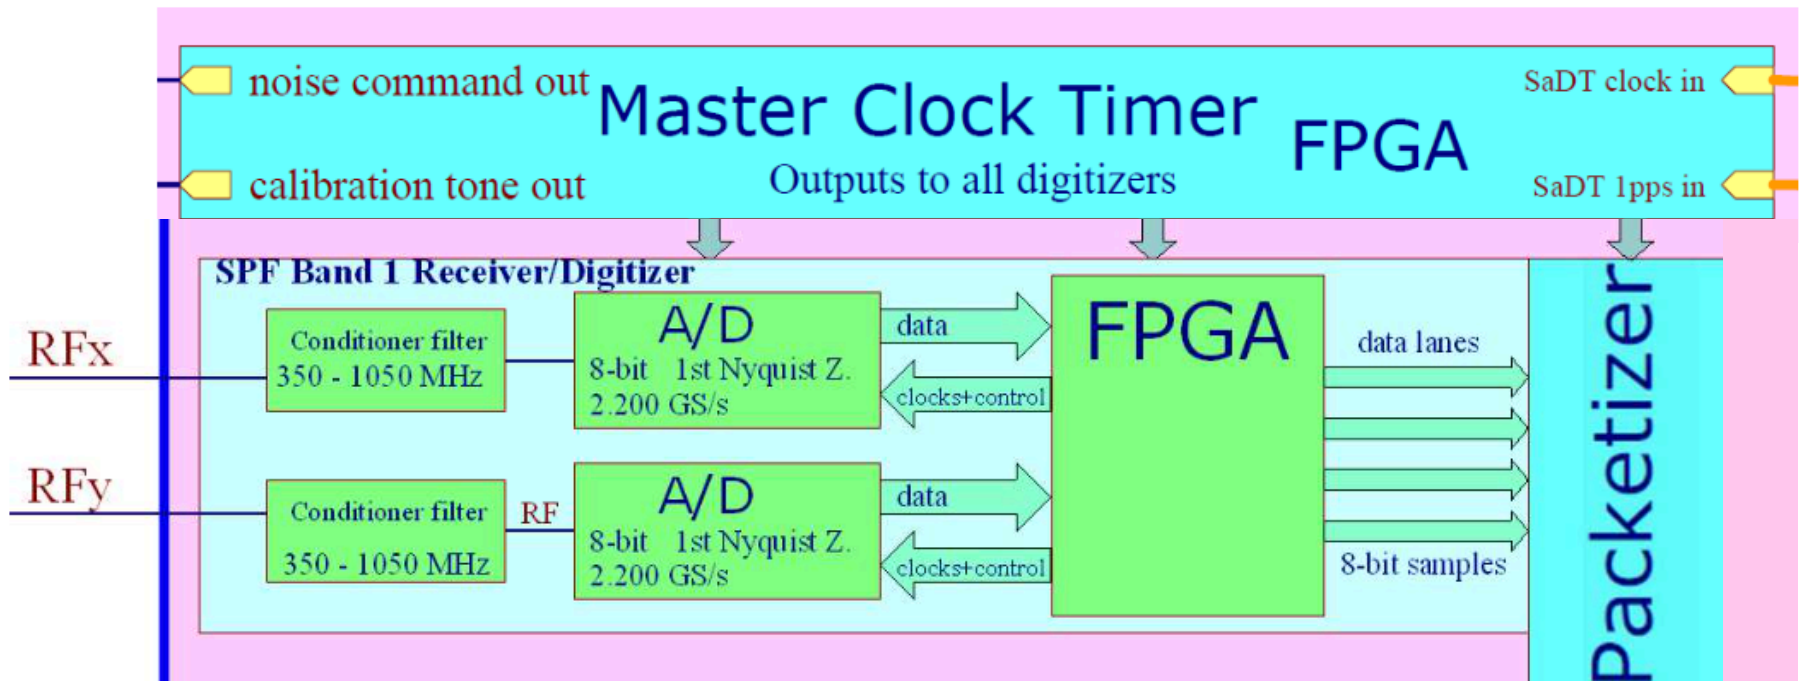 noise command out
Master Clock Timer
FPGA
SaDT clock in
calibration tone out
Outputs to all digitizers
SaDT 1pps in
SPF Band 1 Receiver/Digitizer
RFx
Conditioner filter
350 - 1050 MHz
A/D
8-bit 1st Nyquist Z.
2.200 GS/s
data
clocks+control
FPGA
data lanes
RFy
Conditioner filter
350 - 1050 MHz
RF
A/D
8-bit 1st Nyquist Z.
2.200 GS/s
data
clocks+control
8-bit samples
Packetizer